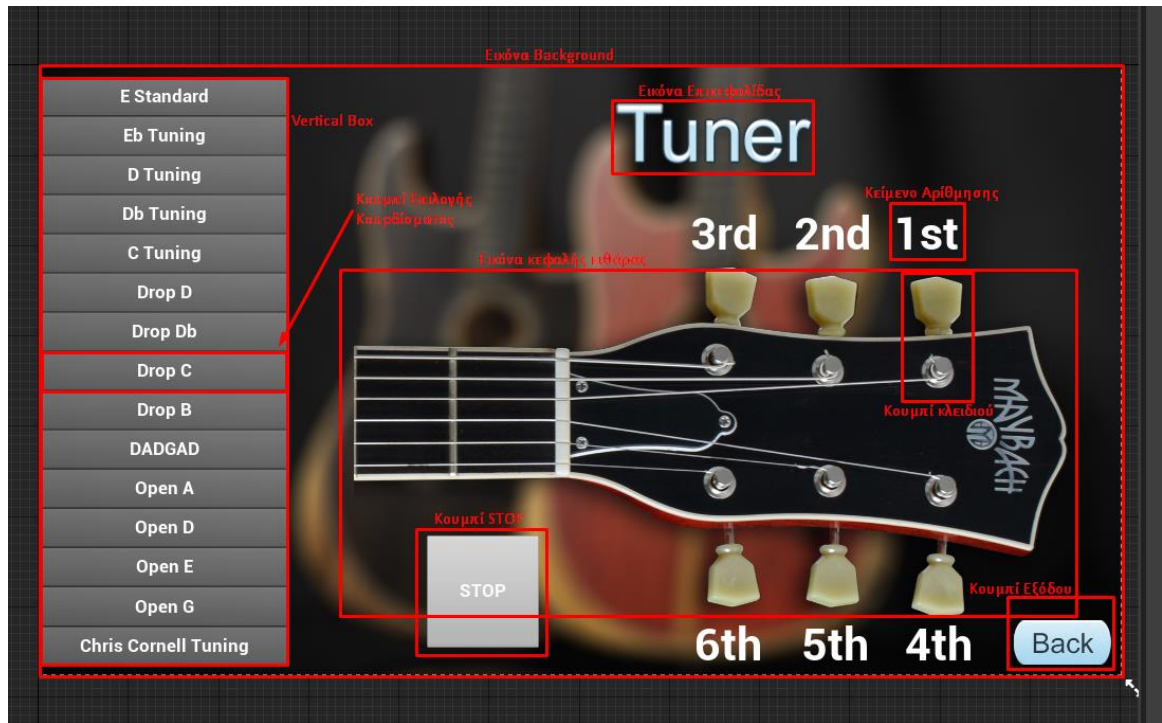 Εικόνα Background
Εικόνα Επικεφαλίδας
Tuner
Vertical Box
E Standard
Eb Tuning
D Tuning
Db Tuning
C Tuning
Drop D
Drop Db
Drop C
Drop B
DADGAD
Open A
Open D
Open E
Open G
Chris Cornell Tuning
Κουμπί Επιλογής
Κουρδίσματος
Κείμενο Αρίθμησης
3rd 2nd 1st
Εικόνα κεφαλής κιθάρας
Κουμπί κλειδιού
MAYBACH
Κουμπί STOP
STOP
Κουμπί Εξόδου
6th 5th 4th
Back